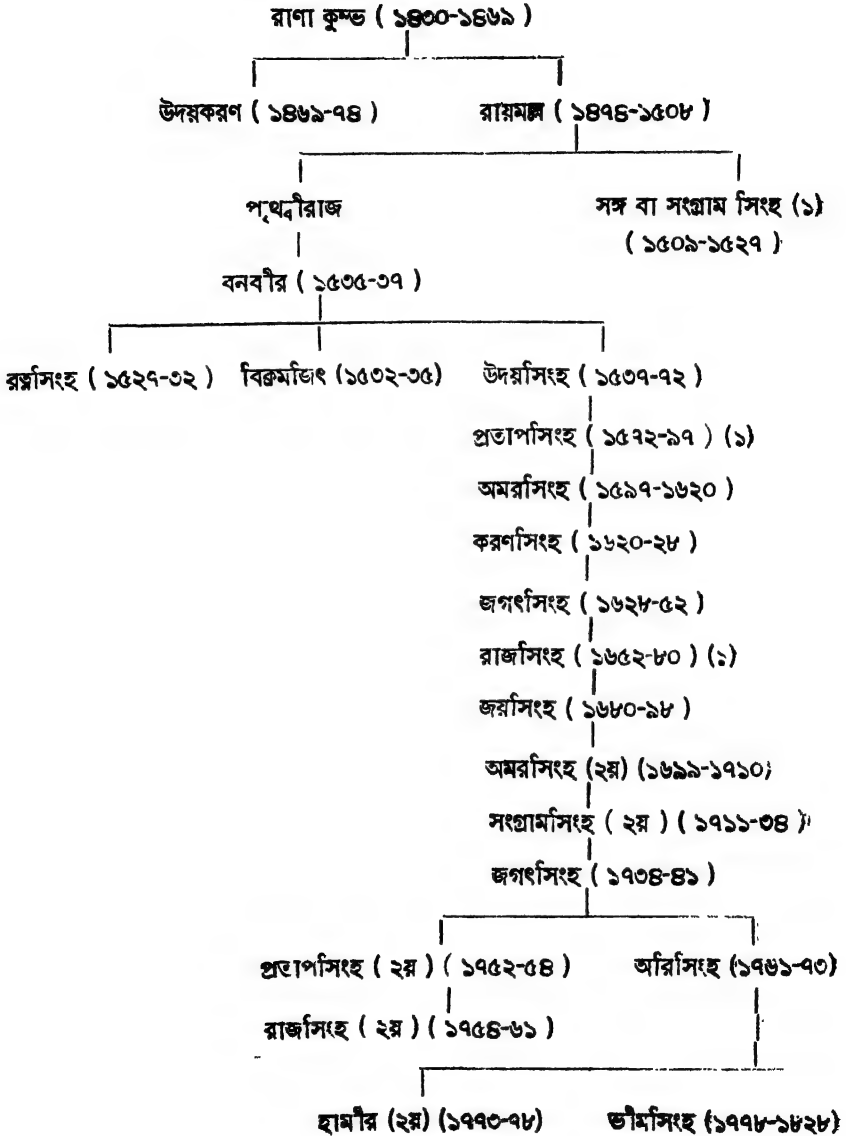 রাণা কুম্ভ ( ১৪৩০-১৪৬৯ )
উদয়করণ ( ১৪৬৯-৭৪ ) রায়মল্ল ( ১৪৭৪-১৫০৮ )
পৃথ্বীরাজ সঙ্গ বা সংগ্রাম সিংহ (১)
( ১৫০৯-১৫২৭ )
বনবীর ( ১৫৩৫-৩৭ )
রত্নসিংহ ( ১৫২৭-৩২ ) বিক্রমজিৎ (১৫৩২-৩৫) উদয়সিংহ ( ১৫৩৭-৭২ )
প্রতাপসিংহ ( ১৫৭২-৯৭ ) (১)
অমরসিংহ ( ১৫৯৭-১৬২০ )
করণসিংহ ( ১৬২০-২৮ )
জগৎসিংহ ( ১৬২৮-৫২ )
রাজসিংহ ( ১৬৫২-৮০ ) (১)
জয়সিংহ ( ১৬৮০-৯৮ )
অমরসিংহ (২য়) (১৬৯৯-১৭১০)
সংগ্রামসিংহ ( ২য় ) ( ১৭১১-৩৪ )
জগৎসিংহ ( ১৭৩৪-৪১ )
প্রতাপসিংহ ( ২য় ) ( ১৭৫২-৫৪ ) অরিসিংহ (১৭৬১-৭৩)
রাজসিংহ ( ২য় ) ( ১৭৫৪-৬১ )
হামীর (২য়) (১৭৭৩-৭৮) ভীমসিংহ (১৭৭৮-১৮২৮)